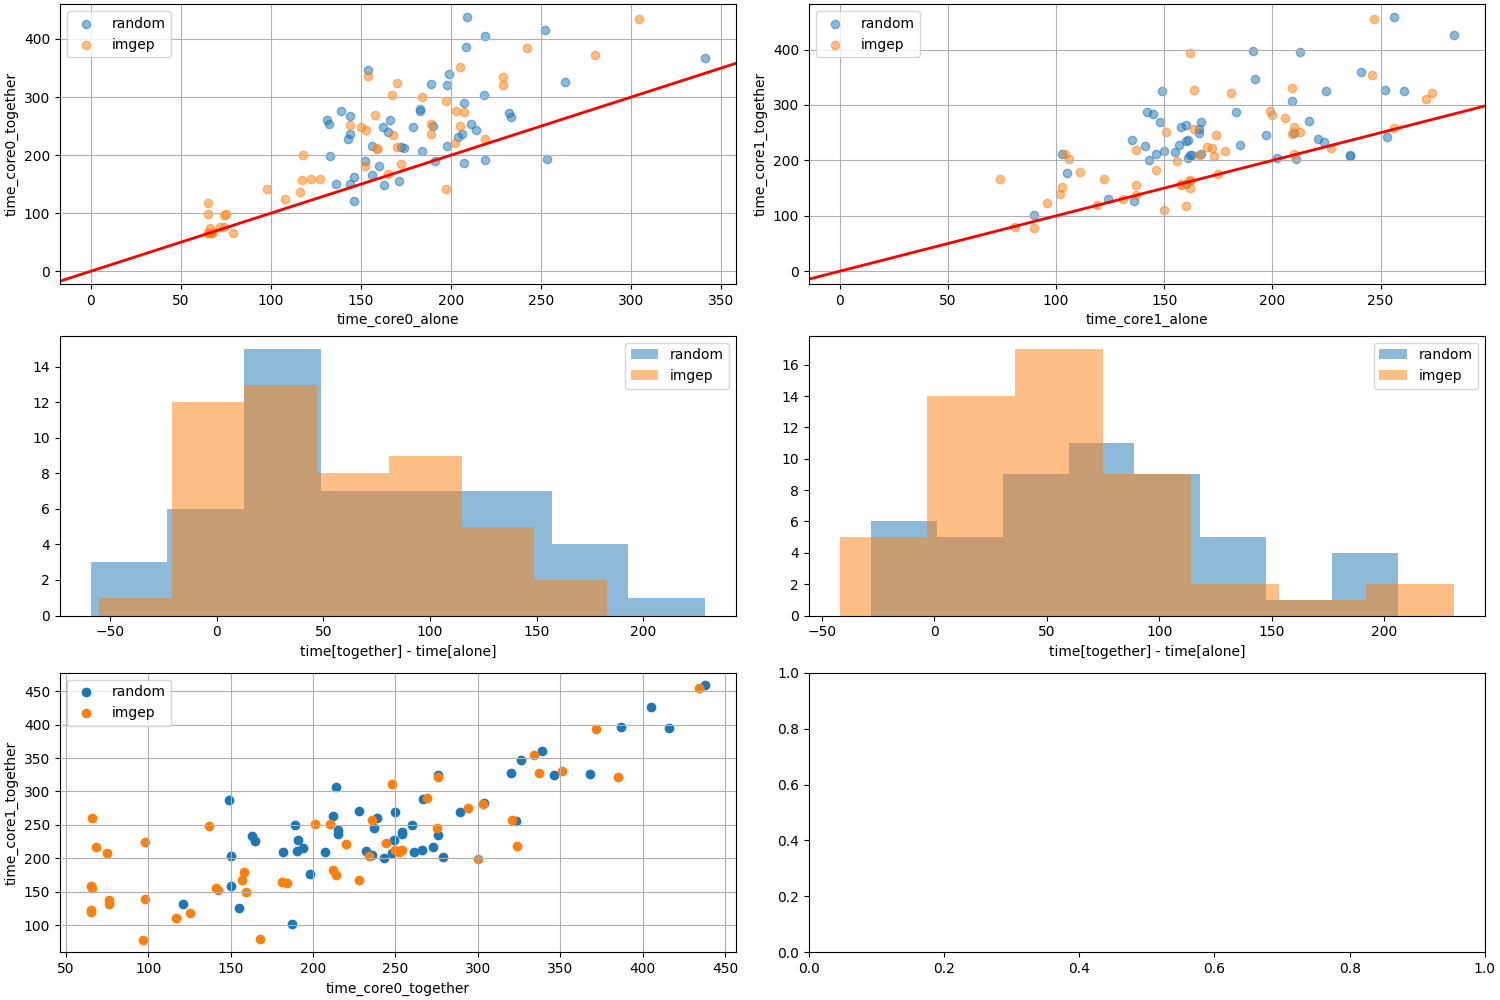 random
imgep
400
300
200
100
0
time_core0_together
0 50 100 150 200 250 300 350
time_core0_alone
random
imgep
400
300
200
100
0
time_core1_together
0 50 100 150 200 250
time_core1_alone
random
imgep
14
12
10
8
6
4
2
0
−50 0 50 100 150 200
time[together] - time[alone]
random
imgep
16
14
12
10
8
6
4
2
0
−50 0 50 100 150 200
time[together] - time[alone]
random
imgep
450
400
350
300
250
200
150
100
time_core1_together
50 100 150 200 250 300 350 400 450
time_core0_together
1.0
0.8
0.6
0.4
0.2
0.0
0.0 0.2 0.4 0.6 0.8 1.0